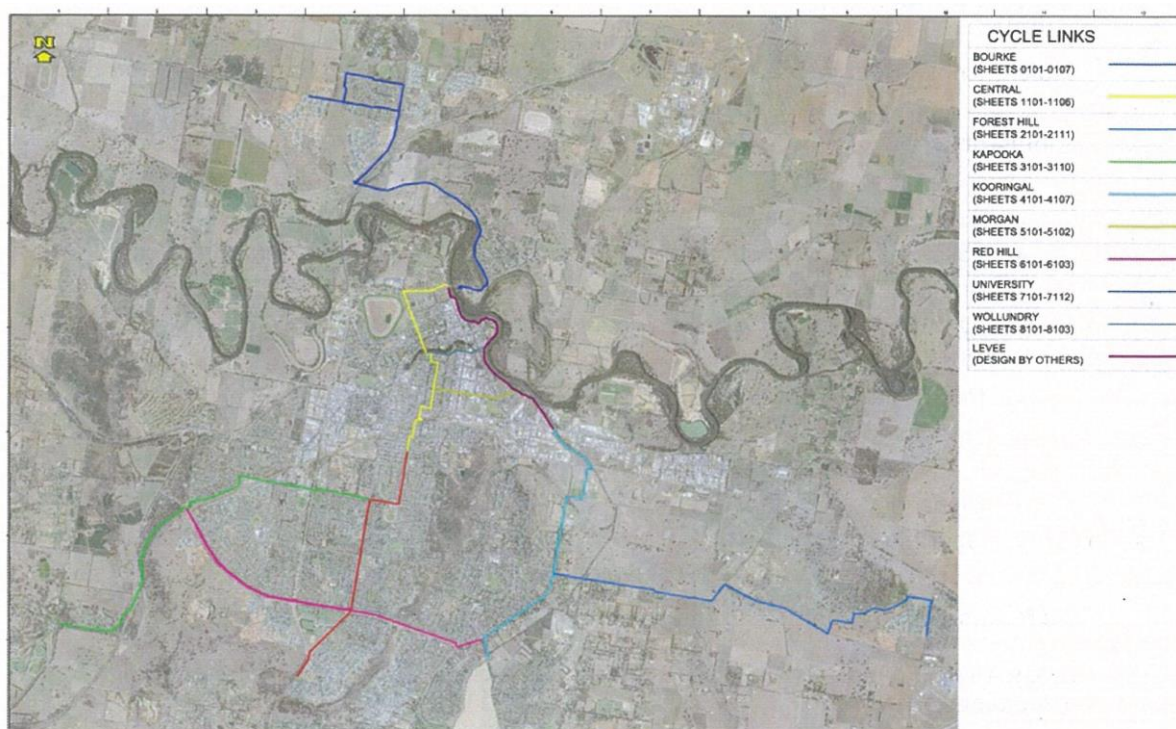 N
CYCLE LINKS
BOURKE
(SHEETS 0101-0107)
CENTRAL
(SHEETS 1101-1106)
FOREST HILL
(SHEETS 2101-2111)
KAPOOKA
(SHEETS 3101-3110)
KOORINGAL
(SHEETS 4101-4107)
MORGAN
(SHEETS 5101-5102)
RED HILL
(SHEETS 6101-6103)
UNIVERSITY
(SHEETS 7101-7112)
WOLLUNDRY
(SHEETS 8101-8103)
LEVEE
(DESIGN BY OTHERS)